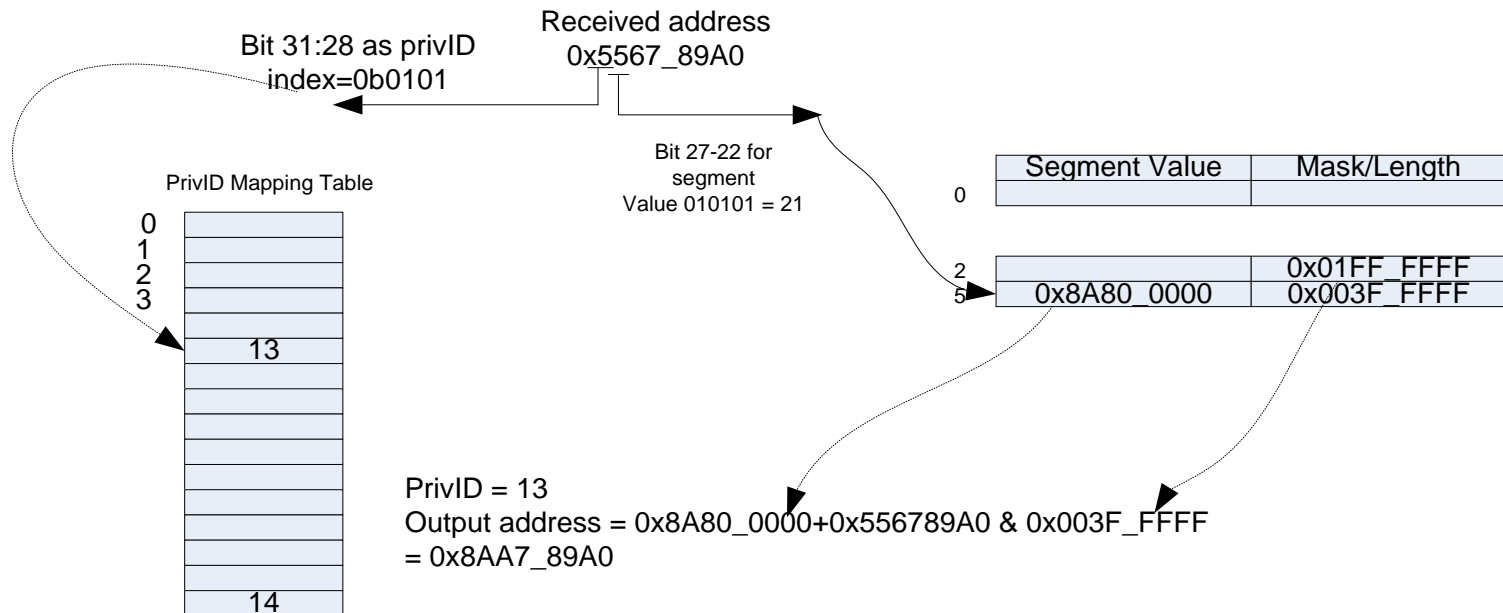 Received address
0x5567_89A0
Bit 31:28 as privID
index=0b0101
Bit 27-22 for
segment
Value 010101 = 21
PrivID Mapping Table
0
1
2
3
13
14
Segment Value Mask/Length
0
2 0x01FF_FFFF
5 0x8A80_0000 0x003F_FFFF
PrivID = 13
Output address = 0x8A80_0000+0x556789A0 & 0x003F_FFFF
= 0x8AA7_89A0